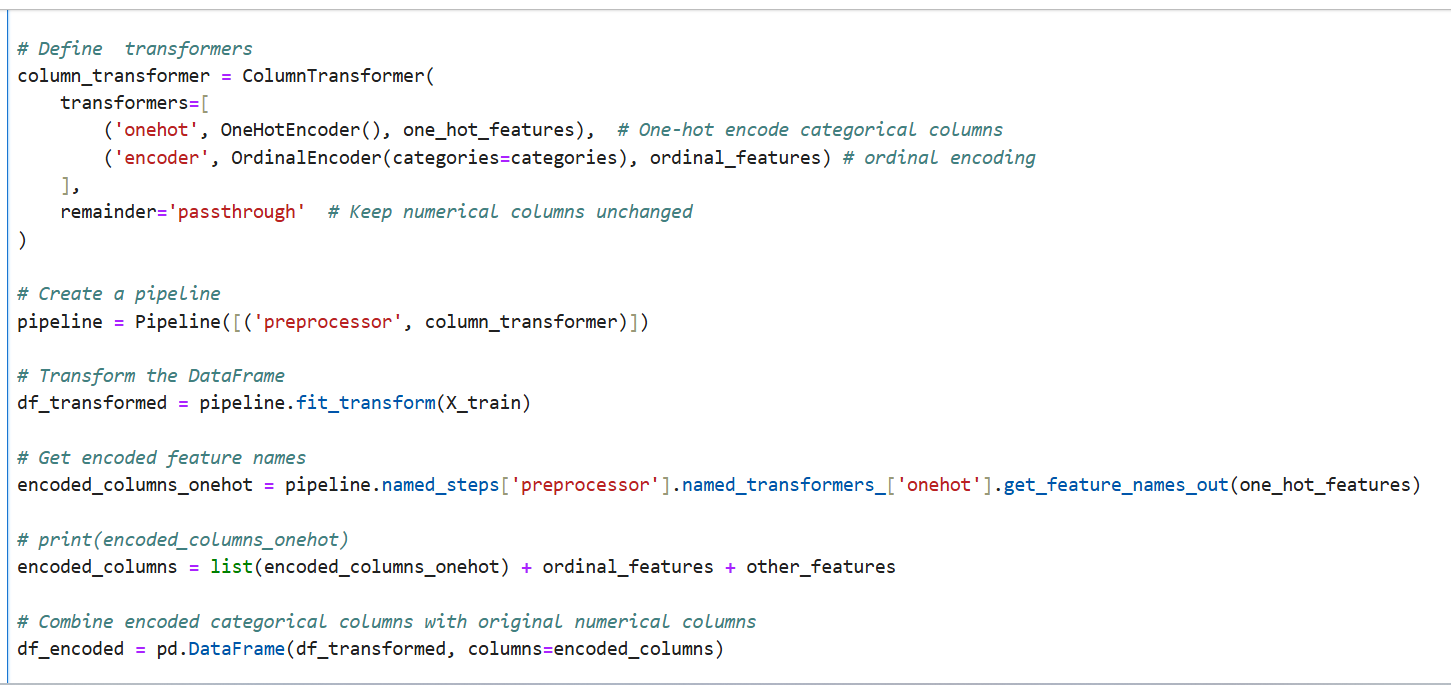 # Define  transformers
column_transformer = ColumnTransformer(
    transformers=[
        ('onehot', OneHotEncoder(), one_hot_features),  # One-hot encode categorical columns
        ('encoder', OrdinalEncoder(categories=categories), ordinal_features) # ordinal encoding
    ],
    remainder='passthrough'  # Keep numerical columns unchanged
)
# Create a pipeline
pipeline = Pipeline([('preprocessor', column_transformer)])
# Transform the DataFrame
df_transformed = pipeline.fit_transform(X_train)
# Get encoded feature names
encoded_columns_onehot = pipeline.named_steps['preprocessor'].named_transformers_['onehot'].get_feature_names_out(one_hot_features)
# print(encoded_columns_onehot)
encoded_columns = list(encoded_columns_onehot) + ordinal_features + other_features
# Combine encoded categorical columns with original numerical columns
df_encoded = pd.DataFrame(df_transformed, columns=encoded_columns)